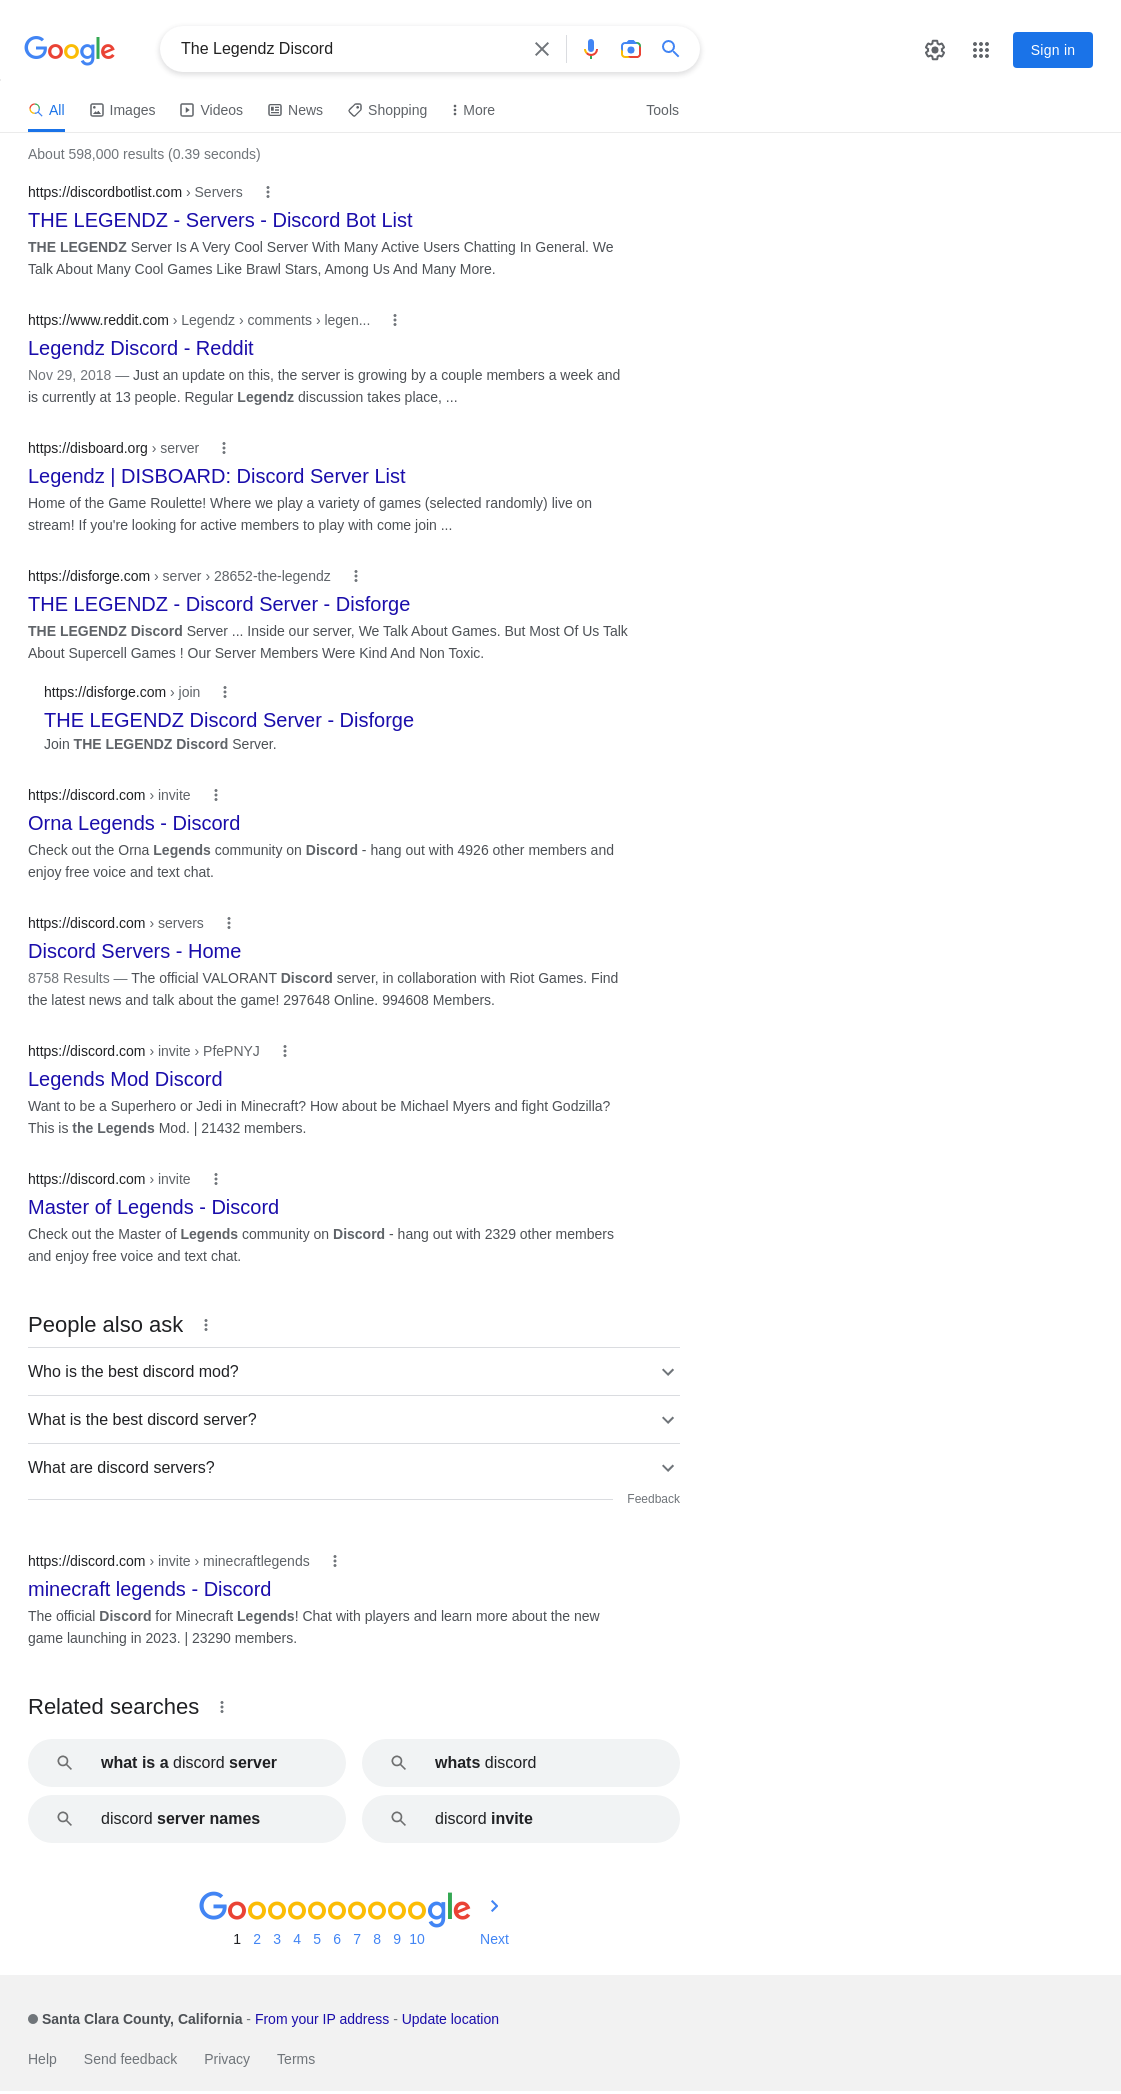 Google
The Legendz Discord
Sign in
All Images Videos News Shopping More Tools
About 598,000 results (0.39 seconds)
https://discordbotlist.com › Servers
THE LEGENDZ - Servers - Discord Bot List
THE LEGENDZ Server Is A Very Cool Server With Many Active Users Chatting In General. We
Talk About Many Cool Games Like Brawl Stars, Among Us And Many More.
https://www.reddit.com › Legendz › comments › legen...
Legendz Discord - Reddit
Nov 29, 2018 — Just an update on this, the server is growing by a couple members a week and
is currently at 13 people. Regular Legendz discussion takes place, ...
https://disboard.org › server
Legendz | DISBOARD: Discord Server List
Home of the Game Roulette! Where we play a variety of games (selected randomly) live on
stream! If you're looking for active members to play with come join ...
https://disforge.com › server › 28652-the-legendz
THE LEGENDZ - Discord Server - Disforge
THE LEGENDZ Discord Server ... Inside our server, We Talk About Games. But Most Of Us Talk
About Supercell Games ! Our Server Members Were Kind And Non Toxic.
https://disforge.com › join
THE LEGENDZ Discord Server - Disforge
Join THE LEGENDZ Discord Server.
https://discord.com › invite
Orna Legends - Discord
Check out the Orna Legends community on Discord - hang out with 4926 other members and
enjoy free voice and text chat.
https://discord.com › servers
Discord Servers - Home
8758 Results — The official VALORANT Discord server, in collaboration with Riot Games. Find
the latest news and talk about the game! 297648 Online. 994608 Members.
https://discord.com › invite › PfePNYJ
Legends Mod Discord
Want to be a Superhero or Jedi in Minecraft? How about be Michael Myers and fight Godzilla?
This is the Legends Mod. | 21432 members.
https://discord.com › invite
Master of Legends - Discord
Check out the Master of Legends community on Discord - hang out with 2329 other members
and enjoy free voice and text chat.
People also ask
Who is the best discord mod?
What is the best discord server?
What are discord servers?
Feedback
https://discord.com › invite › minecraftlegends
minecraft legends - Discord
The official Discord for Minecraft Legends! Chat with players and learn more about the new
game launching in 2023. | 23290 members.
Related searches
what is a discord server
whats discord
discord server names
discord invite
Goooooooooogle
1 2 3 4 5 6 7 8 9 10 Next
Santa Clara County, California - From your IP address - Update location
Help Send feedback Privacy Terms